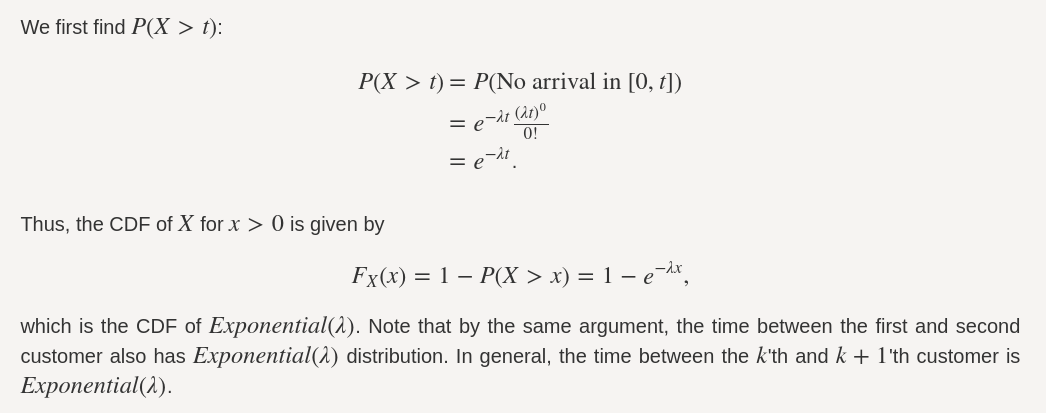 We first find P(X > t):
P(X > t) = P(No arrival in [0, t])
= e^{−λt} \frac{(λt)^0}{0!}
= e^{−λt}.
Thus, the CDF of X for x > 0 is given by
F_X(x) = 1 − P(X > x) = 1 − e^{−λx},
which is the CDF of Exponential(λ). Note that by the same argument, the time between the first and second
customer also has Exponential(λ) distribution. In general, the time between the k'th and k + 1'th customer is
Exponential(λ).